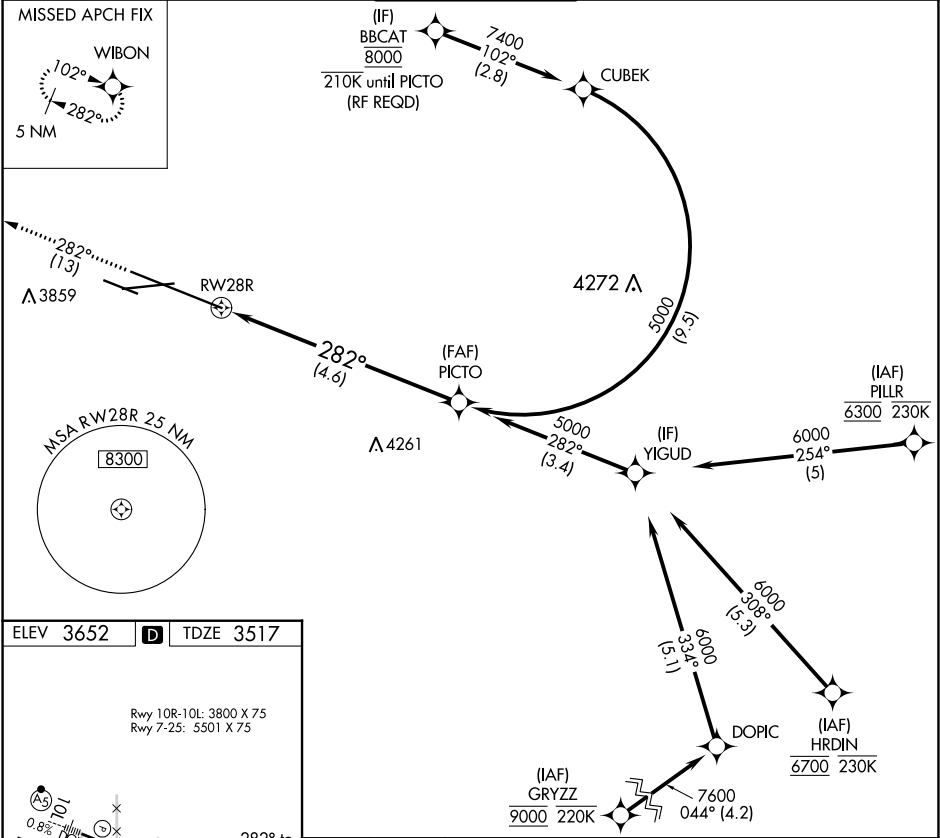 MISSED APCH FIX
WIBON
102°
282°
5 NM
(IF)
BBCAT
8000
210K until PICTO
(RF REQD)
7400
102°
(2.8)
CUBEK
282°
(13)
3859
RW28R
4272
5000
(9.5)
282°
(4.6)
(FAF)
PICTO
(IAF)
PILLR
6300 230K
4261
5000
282°
(3.4)
(IF)
YIGUD
6000
254°
(5)
MSA RW28R 25 NM
8300
6000
308°
(5.3)
6000
334°
(5.1)
ELEV 3652 D TDZE 3517
Rwy 10R-10L: 3800 X 75
Rwy 7-25: 5501 X 75
DOPIC
(IAF)
HRDIN
6700 230K
(IAF)
GRYZZ
9000 220K
7600
044° (4.2)
A5
10L
0.8%
P